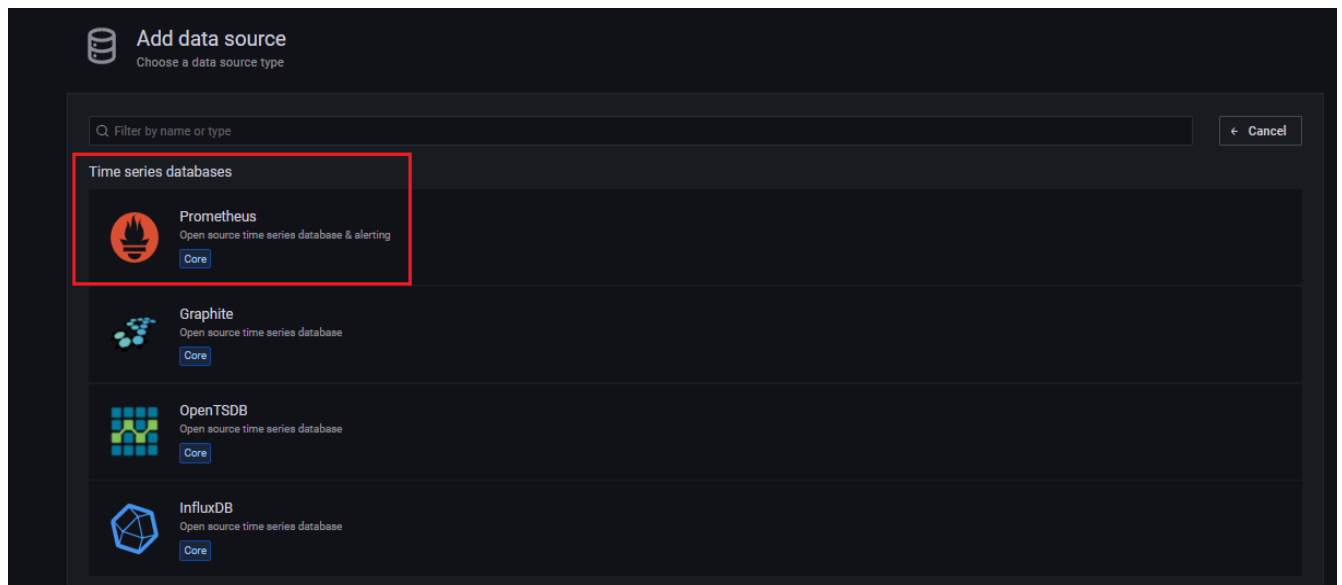 Add data source
Choose a data source type
Filter by name or type
← Cancel
Time series databases
Prometheus
Open source time series database & alerting
Core
Graphite
Open source time series database
Core
OpenTSDB
Open source time series database
Core
InfluxDB
Open source time series database
Core